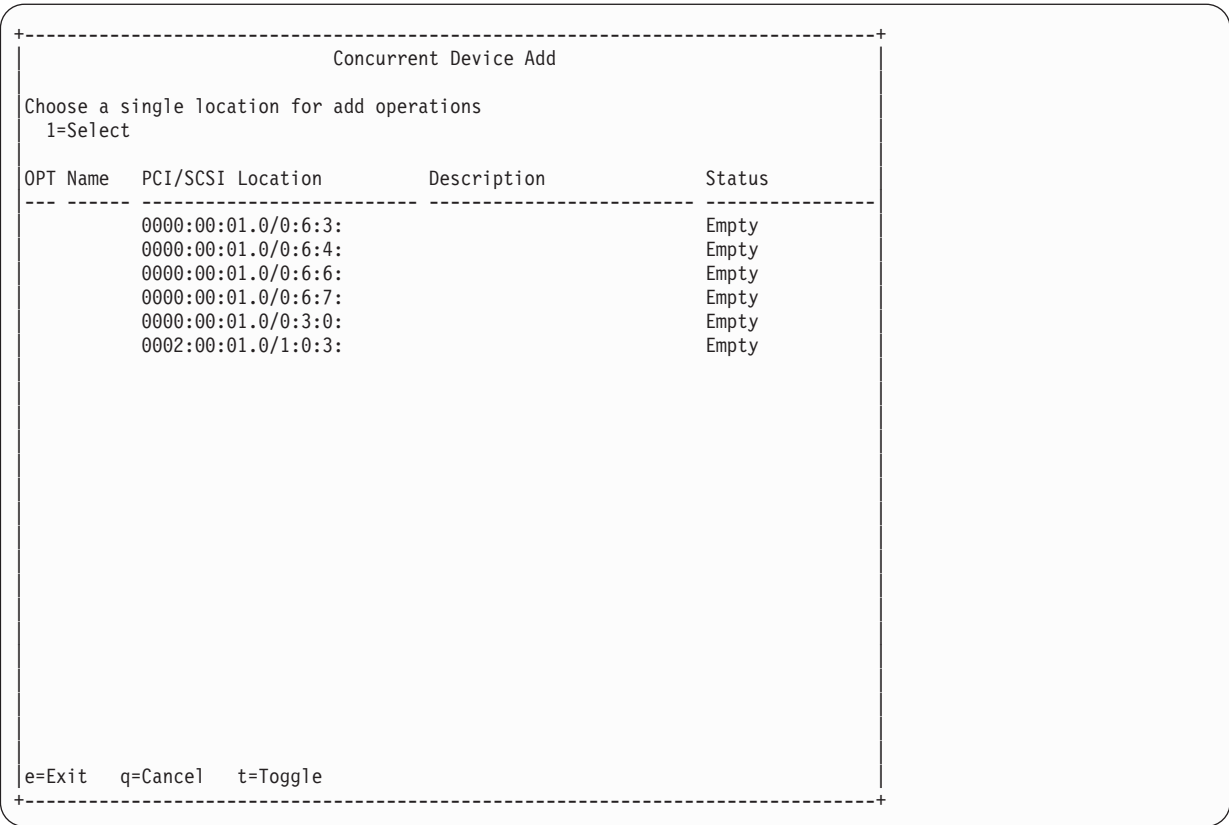 +--------------------------------------------------------------------------------+
Concurrent Device Add
Choose a single location for add operations
1=Select
OPT Name PCI/SCSI Location Description Status
--- ------ -------------------------- ------------------------- ----------------
0000:00:01.0/0:6:3: Empty
0000:00:01.0/0:6:4: Empty
0000:00:01.0/0:6:6: Empty
0000:00:01.0/0:6:7: Empty
0000:00:01.0/0:3:0: Empty
0002:00:01.0/1:0:3: Empty
e=Exit q=Cancel t=Toggle
+--------------------------------------------------------------------------------+